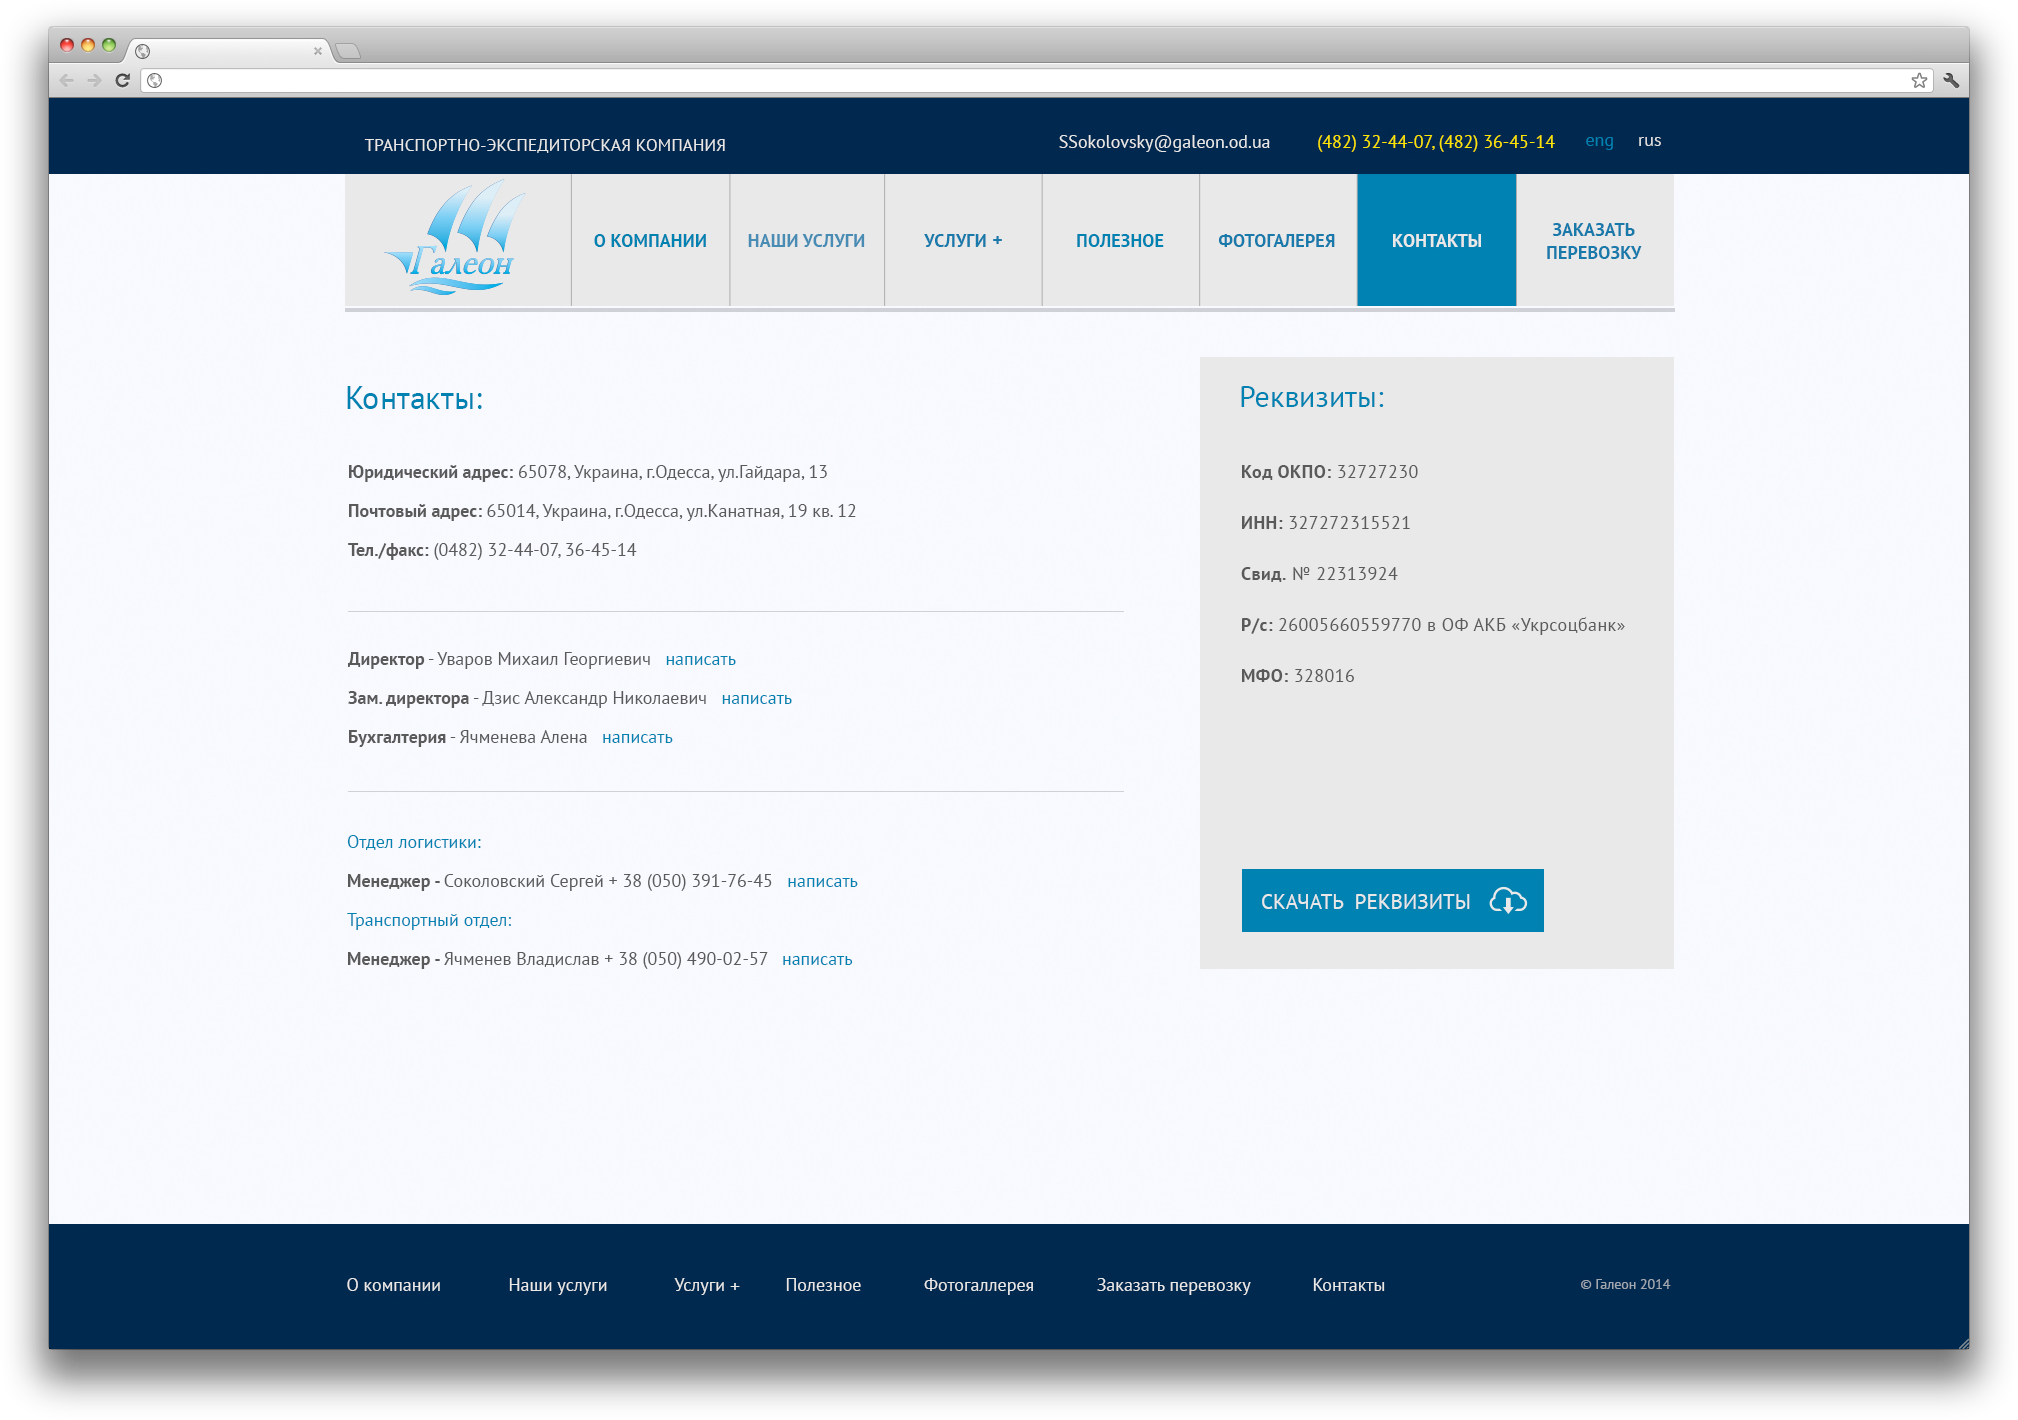 ТРАНСПОРТНО-ЭКСПЕДИТОРСКАЯ КОМПАНИЯ
SSokolovsky@galeon.od.ua
(482) 32-44-07, (482) 36-45-14
eng
rus
Галеон
О КОМПАНИИ
НАШИ УСЛУГИ
УСЛУГИ +
ПОЛЕЗНОЕ
ФОТОГАЛЕРЕЯ
КОНТАКТЫ
ЗАКАЗАТЬ
ПЕРЕВОЗКУ
Контакты:
Юридический адрес: 65078, Украина, г.Одесса, ул.Гайдара, 13
Почтовый адрес: 65014, Украина, г.Одесса, ул.Канатная, 19 кв. 12
Тел./факс: (0482) 32-44-07, 36-45-14
Директор - Уваров Михаил Георгиевич написать
Зам. директора - Дзис Александр Николаевич написать
Бухгалтерия - Ячменева Алена написать
Отдел логистики:
Менеджер - Соколовский Сергей + 38 (050) 391-76-45 написать
Транспортный отдел:
Менеджер - Ячменев Владислав + 38 (050) 490-02-57 написать
Реквизиты:
Код ОКПО: 32727230
ИНН: 327272315521
Свид. № 22313924
Р/с: 26005660559770 в ОФ АКБ «Укрсоцбанк»
МФО: 328016
СКАЧАТЬ РЕКВИЗИТЫ
О компании
Наши услуги
Услуги +
Полезное
Фотогаллерея
Заказать перевозку
Контакты
© Галеон 2014